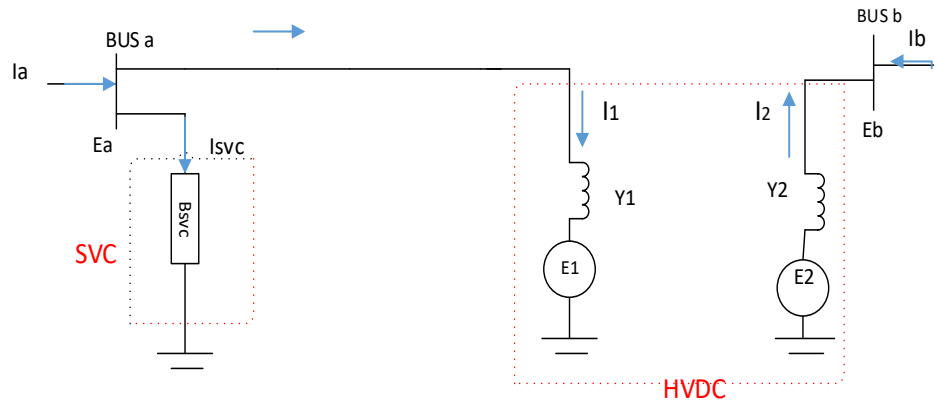 BUS a
BUS b
Ia
Ib
Ea
Isvc
I1
I2
Eb
Bsvc
Y1
Y2
SVC
E1
E2
HVDC